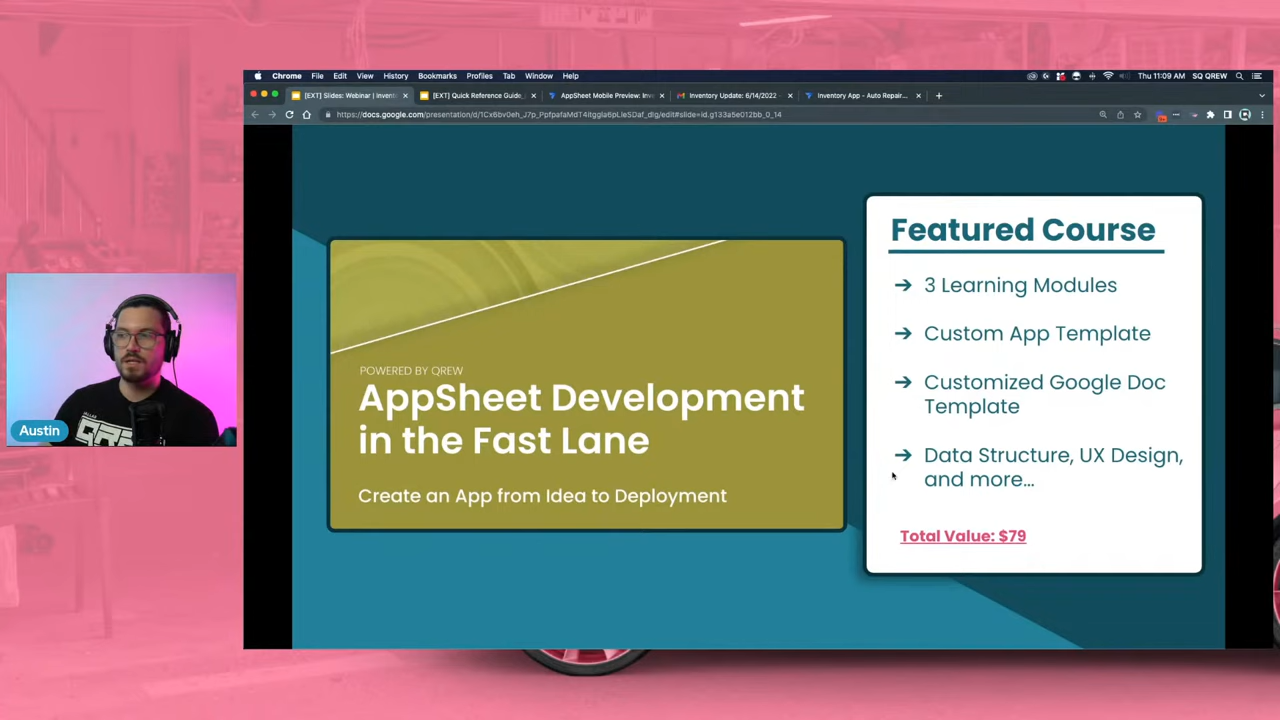 Chrome File Edit View History Bookmarks Profiles Tab Window Help
Thu 11:09 AM SQ QREW
[EXT] Slides: Webinar | Invent
[EXT] Quick Reference Guide
AppSheet Mobile Preview: Inve
Inventory Update: 6/14/2022
Inventory App - Auto Repair...
Featured Course
→ 3 Learning Modules
→ Custom App Template
→ Customized Google Doc
Template
→ Data Structure, UX Design,
and more...
Total Value: $79
POWERED BY QREW
AppSheet Development
in the Fast Lane
Create an App from Idea to Deployment
Austin